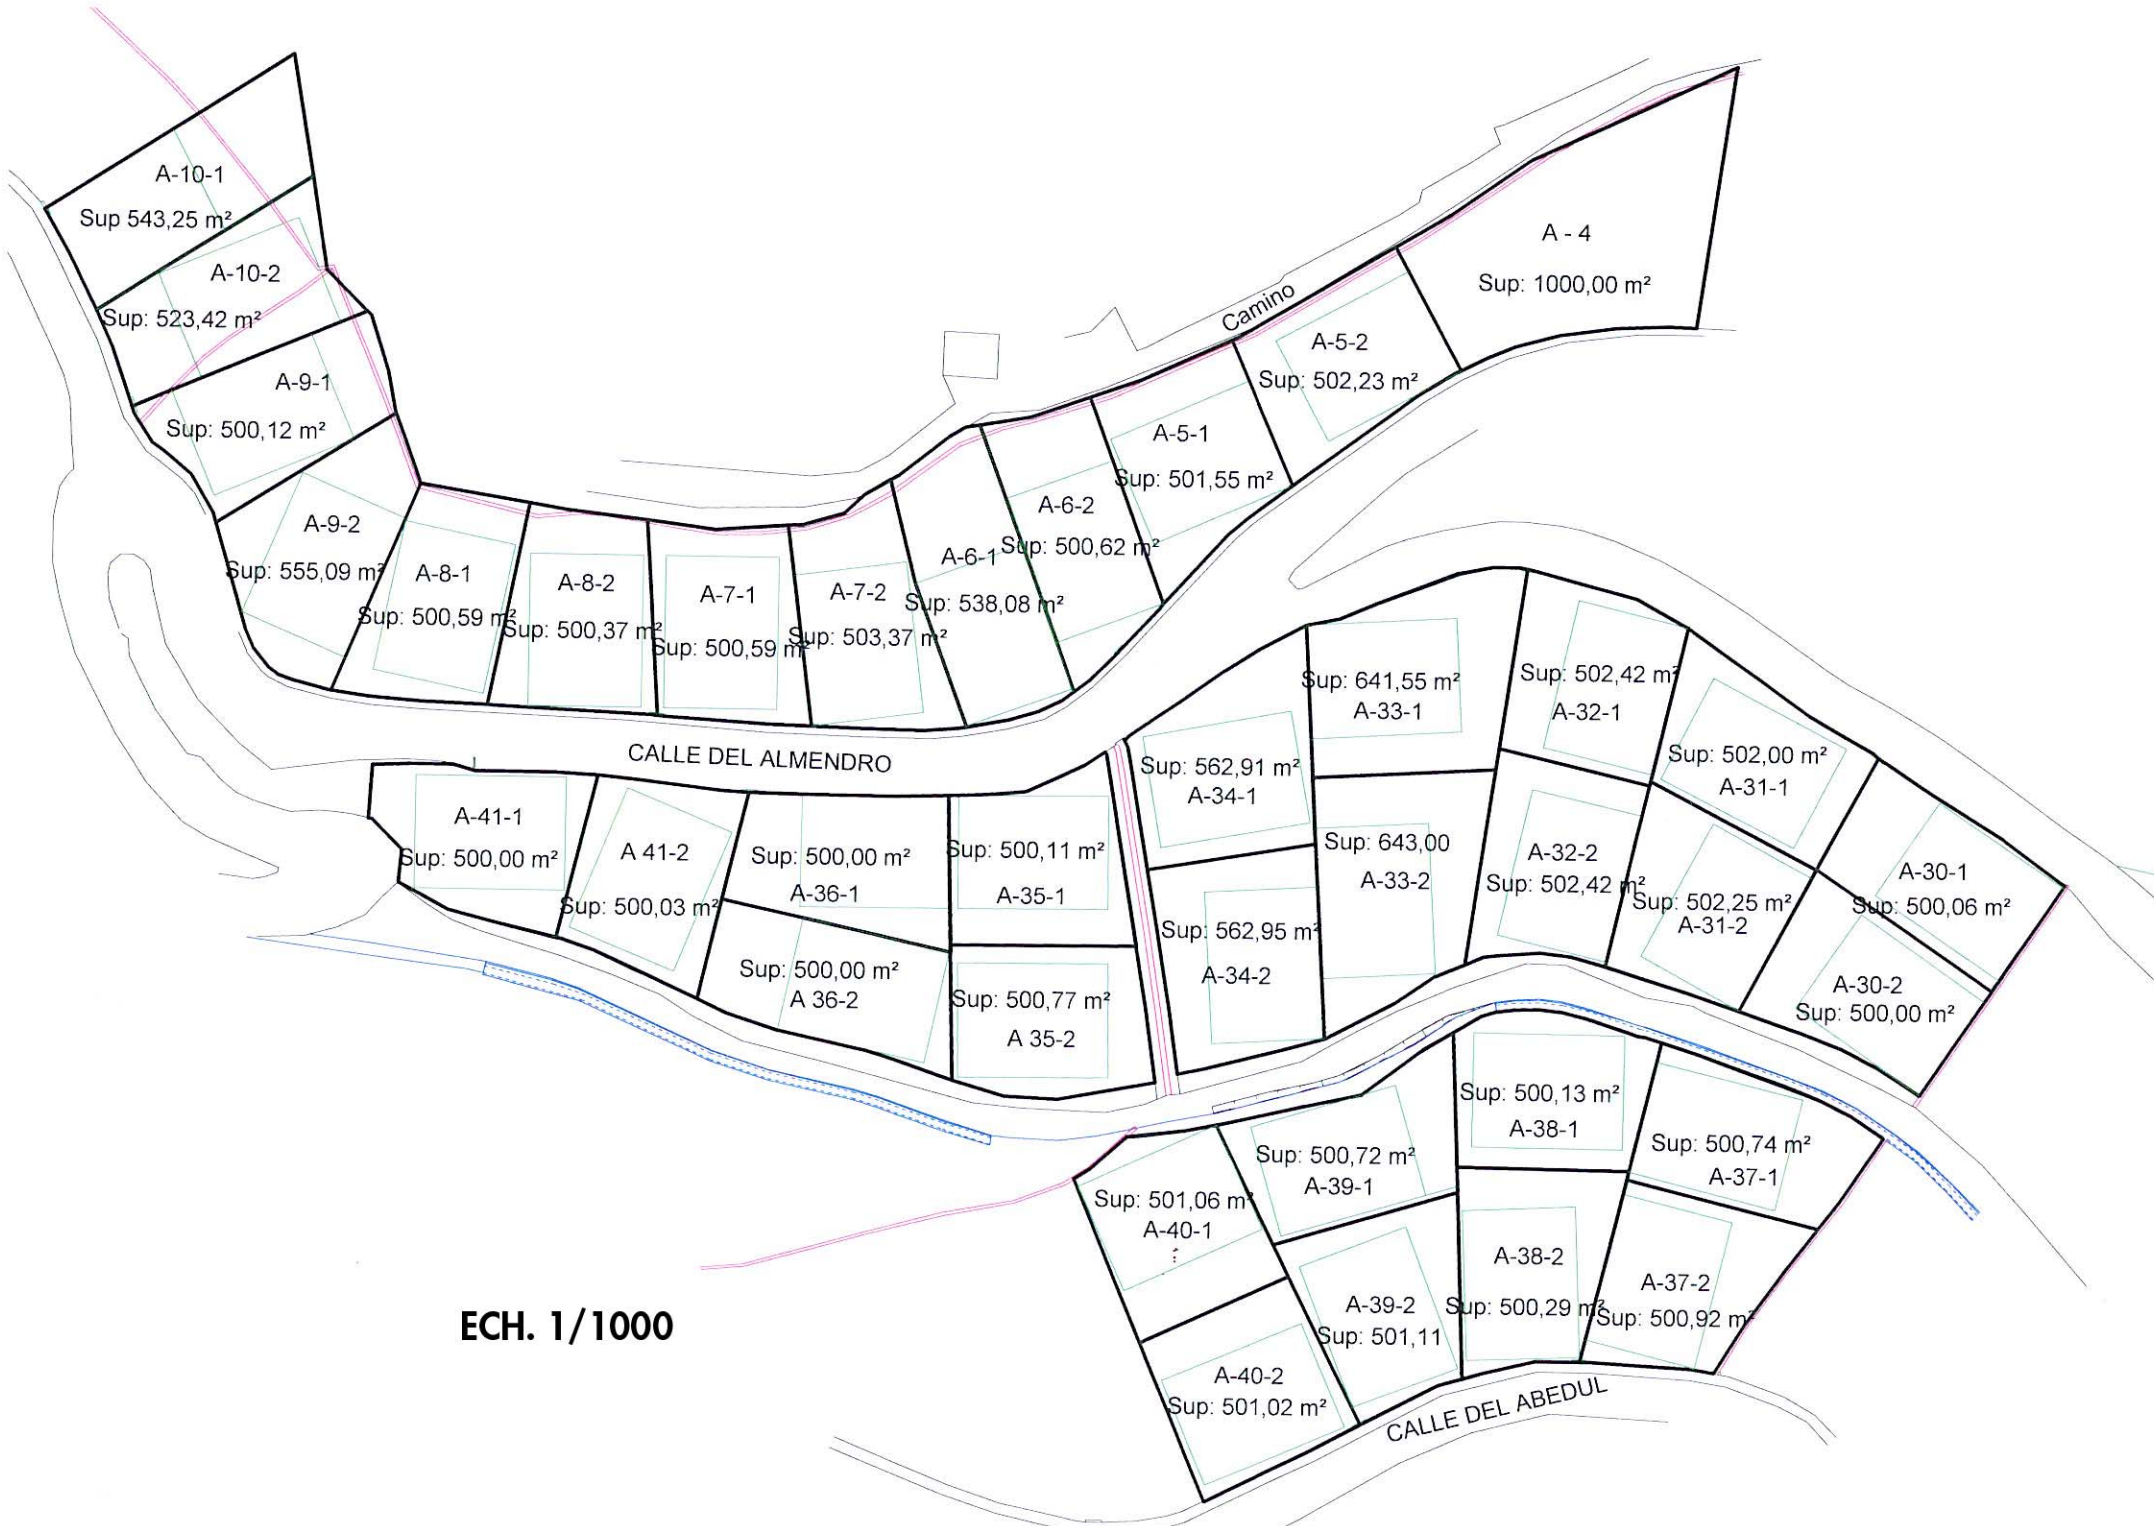 A-10-1
Sup 543,25 m²
A-10-2
Sup: 523,42 m²
A-9-1
Sup: 500,12 m²
A-9-2
Sup: 555,09 m²
A-8-1
Sup: 500,59 m²
A-8-2
Sup: 500,37 m²
A-7-1
Sup: 500,59 m²
A-7-2
Sup: 503,37 m²
A-6-1
Sup: 538,08 m²
A-6-2
Sup: 500,62 m²
A-5-1
Sup: 501,55 m²
A-5-2
Sup: 502,23 m²
A - 4
Sup: 1000,00 m²
Camino
CALLE DEL ALMENDRO
A-41-1
Sup: 500,00 m²
A 41-2
Sup: 500,03 m²
Sup: 500,00 m²
A-36-1
Sup: 500,00 m²
A 36-2
Sup: 500,11 m²
A-35-1
Sup: 500,77 m²
A 35-2
Sup: 562,91 m²
A-34-1
Sup: 562,95 m²
A-34-2
Sup: 641,55 m²
A-33-1
Sup: 643,00
A-33-2
Sup: 502,42 m²
A-32-1
A-32-2
Sup: 502,42 m²
Sup: 502,00 m²
A-31-1
Sup: 502,25 m²
A-31-2
A-30-1
Sup: 500,06 m²
A-30-2
Sup: 500,00 m²
Sup: 501,06 m²
A-40-1
A-40-2
Sup: 501,02 m²
Sup: 500,72 m²
A-39-1
A-39-2
Sup: 501,11
Sup: 500,13 m²
A-38-1
A-38-2
Sup: 500,29 m²
Sup: 500,74 m²
A-37-1
A-37-2
Sup: 500,92 m²
CALLE DEL ABEDUL
ECH. 1/1000